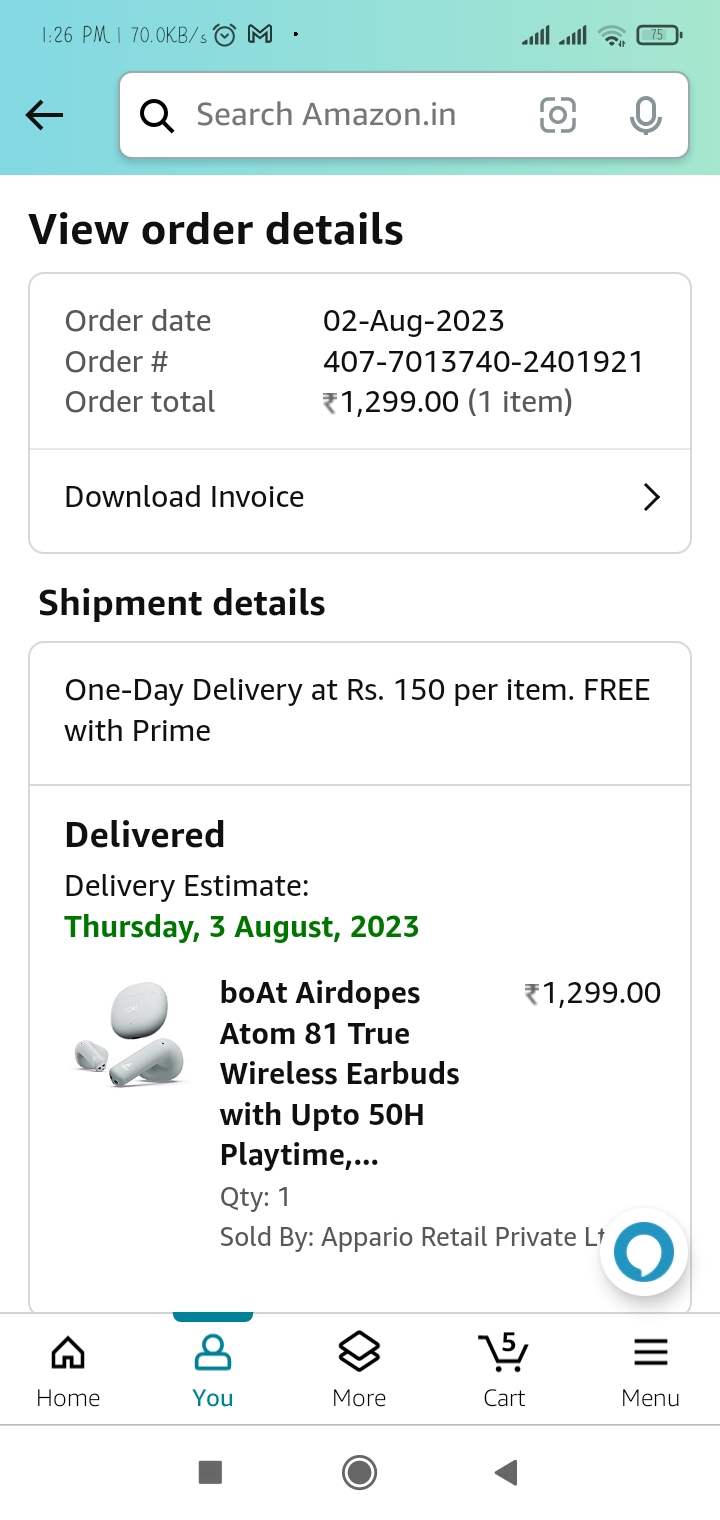 1:26 PM | 70.0KB/s
75
Search Amazon.in
View order details
Order date 02-Aug-2023
Order # 407-7013740-2401921
Order total ₹1,299.00 (1 item)
Download Invoice
Shipment details
One-Day Delivery at Rs. 150 per item. FREE
with Prime
Delivered
Delivery Estimate:
Thursday, 3 August, 2023
boAt Airdopes ₹1,299.00
Atom 81 True
Wireless Earbuds
with Upto 50H
Playtime,...
Qty: 1
Sold By: Appario Retail Private Lt
5
Home You More Cart Menu